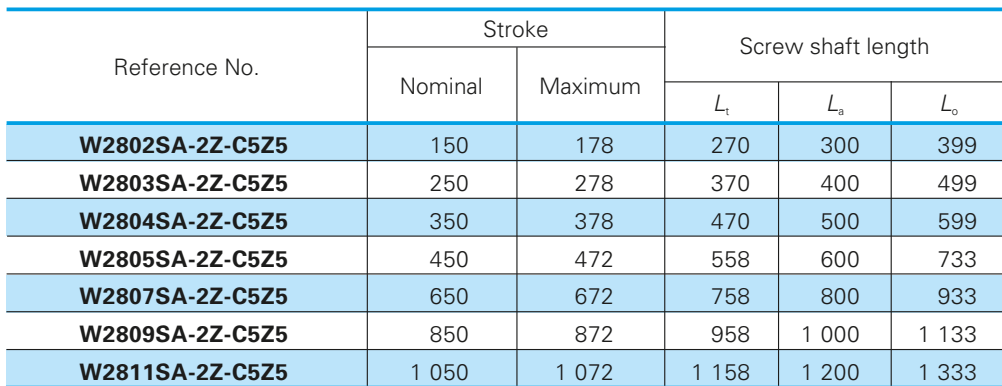 Reference No. Stroke Screw shaft length
Nominal Maximum Lt La Lo
W2802SA-2Z-C5Z5 150 178 270 300 399
W2803SA-2Z-C5Z5 250 278 370 400 499
W2804SA-2Z-C5Z5 350 378 470 500 599
W2805SA-2Z-C5Z5 450 472 558 600 733
W2807SA-2Z-C5Z5 650 672 758 800 933
W2809SA-2Z-C5Z5 850 872 958 1 000 1 133
W2811SA-2Z-C5Z5 1 050 1 072 1 158 1 200 1 333